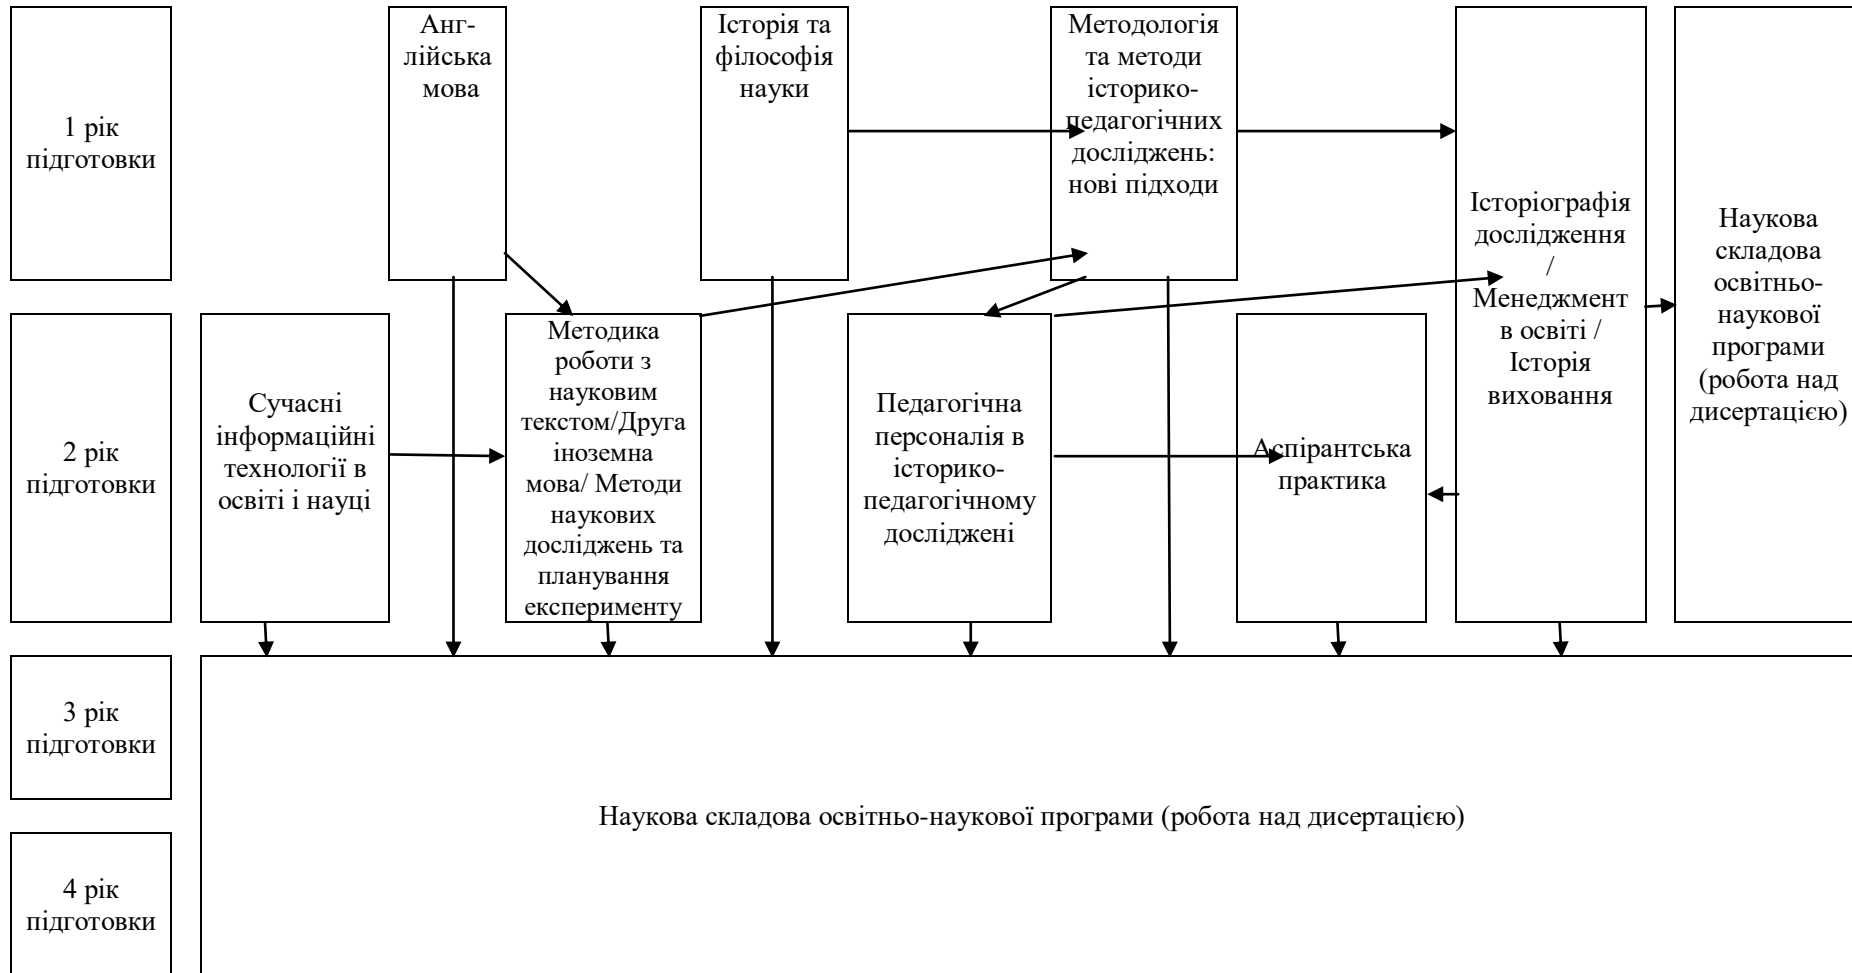 1 рік
підготовки
Анг-
лійська
мова
Історія та
філософія
науки
Методологія
та методи
історико-
педагогічних
досліджень:
нові підходи
Історіографія
дослідження
/
Менеджмент
в освіті /
Історія
виховання
Наукова
складова
освітньо-
наукової
програми
(робота над
дисертацією)
2 рік
підготовки
Сучасні
інформаційні
технології в
освіті і науці
Методика
роботи з
науковим
текстом/Друга
іноземна
мова/ Методи
наукових
досліджень та
планування
експерименту
Педагогічна
персоналія в
історико-
педагогічному
досліджені
Аспірантська
практика
3 рік
підготовки
Наукова складова освітньо-наукової програми (робота над дисертацією)
4 рік
підготовки